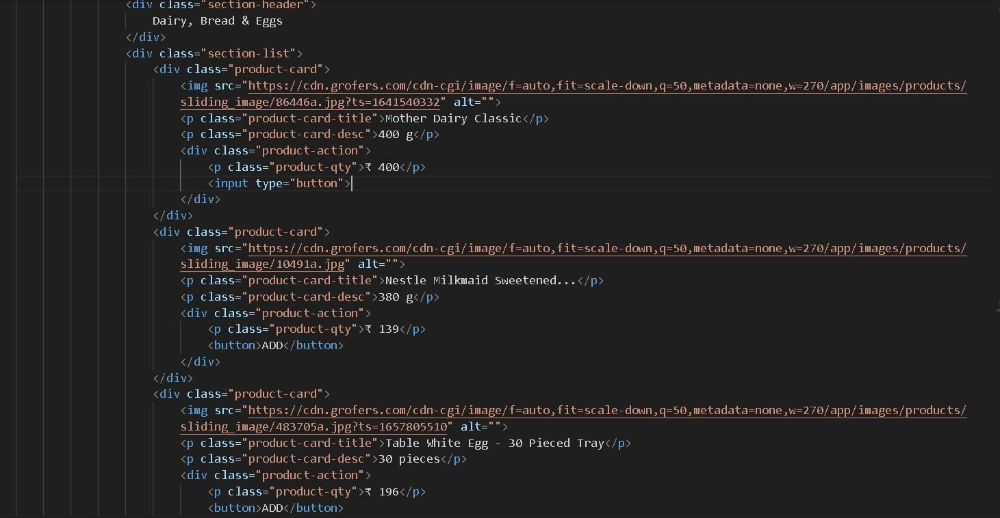 <div class="section-header">
Dairy, Bread & Eggs
</div>
<div class="section-list">
<div class="product-card">
<img src="https://cdn.grofers.com/cdn-cgi/image/f=auto,fit=scale-down,q=50,metadata=none,w=270/app/images/products/
sliding_image/86446a.jpg?ts=1641540332" alt="">
<p class="product-card-title">Mother Dairy Classic</p>
<p class="product-card-desc">400 g</p>
<div class="product-action">
<p class="product-qty">₹ 400</p>
<input type="button">
</div>
</div>
<div class="product-card">
<img src="https://cdn.grofers.com/cdn-cgi/image/f=auto,fit=scale-down,q=50,metadata=none,w=270/app/images/products/
sliding_image/10491a.jpg" alt="">
<p class="product-card-title">Nestle Milkmaid Sweetened...</p>
<p class="product-card-desc">380 g</p>
<div class="product-action">
<p class="product-qty">₹ 139</p>
<button>ADD</button>
</div>
</div>
<div class="product-card">
<img src="https://cdn.grofers.com/cdn-cgi/image/f=auto,fit=scale-down,q=50,metadata=none,w=270/app/images/products/
sliding_image/483705a.jpg?ts=1657805510" alt="">
<p class="product-card-title">Table White Egg - 30 Pieced Tray</p>
<p class="product-card-desc">30 pieces</p>
<div class="product-action">
<p class="product-qty">₹ 196</p>
<button>ADD</button>